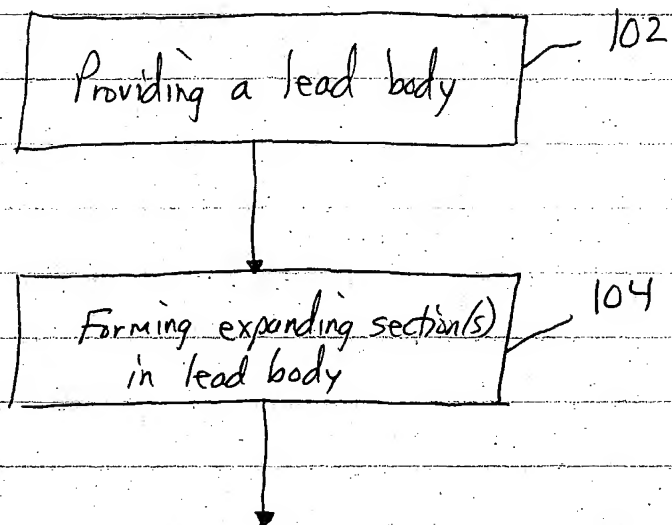 102
Providing a lead body
104
Forming expanding section(s)
in lead body